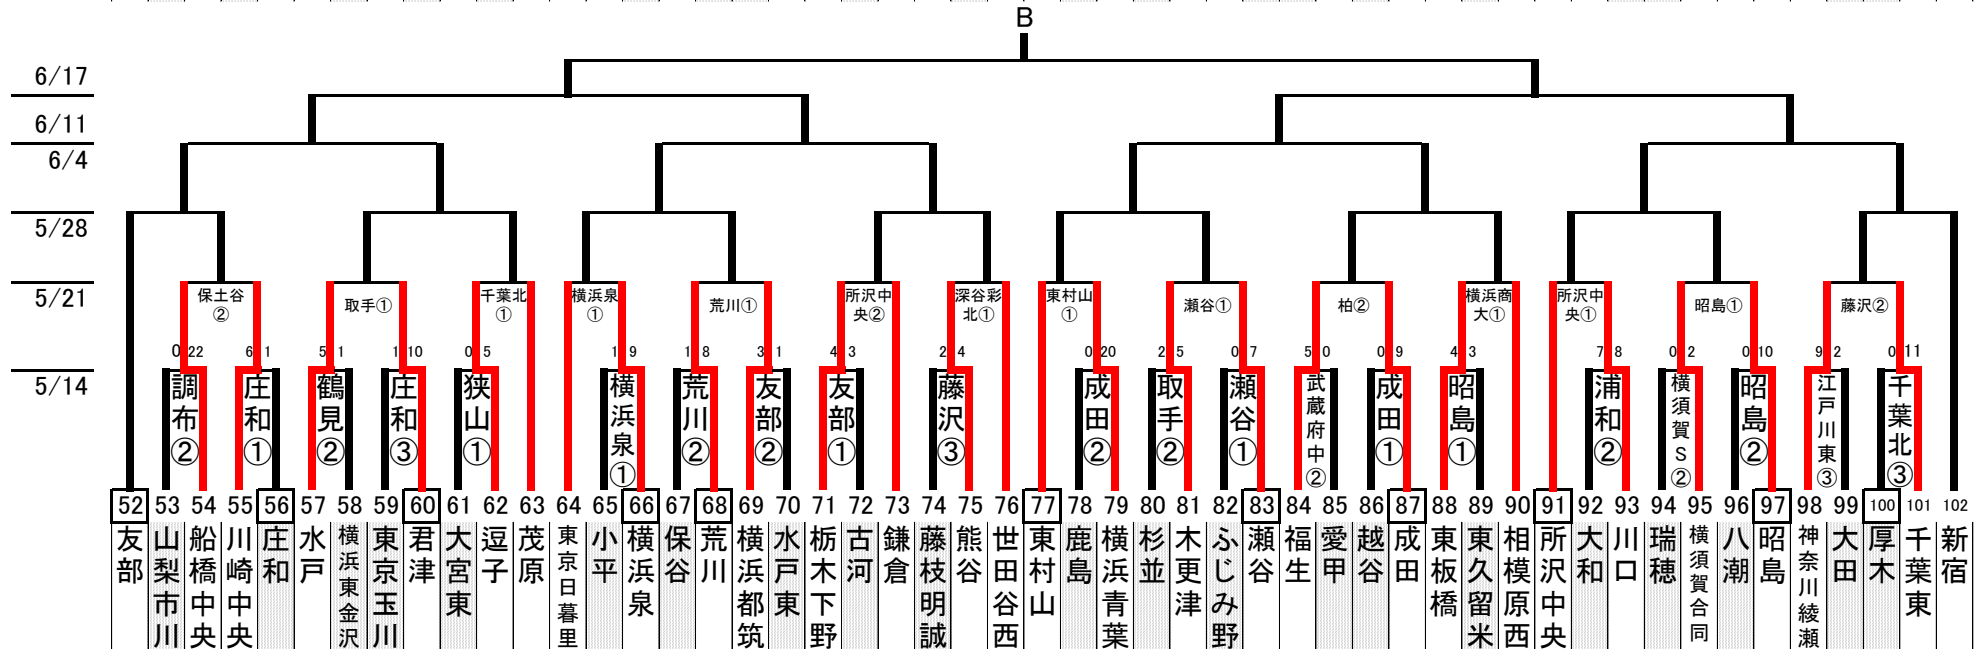 B
6/17
6/11
6/4
5/28
5/21
5/14
保土谷②
取手①
千葉北①
横浜泉①
荒川①
所沢中央②
深谷彩北①
東村山①
瀬谷①
柏②
横浜商大①
所沢中央①
昭島①
藤沢②
0 22
6 1
5 1
1 10
0 5
1 9
1 8
3 1
4 3
2 4
0 20
2 5
0 7
5 0
0 9
4 3
7 8
0 2
0 10
9 2
0 11
調布②
庄和①
鶴見②
庄和③
狭山①
横浜泉①
荒川②
友部②
友部①
藤沢③
成田②
取手②
瀬谷①
武蔵府中②
成田①
昭島①
浦和②
横須賀S②
昭島②
江戸川東③
千葉北③
52 友部
53 山梨市川
54 船橋中央
55 川崎中央
56 庄和
57 水戸
58 横浜東金沢
59 東京玉川
60 君津
61 大宮東
62 逗子
63 茂原
64 東京日暮里
65 小平
66 横浜泉
67 保谷
68 荒川
69 横浜都筑
70 水戸東
71 栃木下野
72 古河
73 鎌倉
74 藤枝明誠
75 熊谷
76 世田谷西
77 東村山
78 鹿島
79 横浜青葉
80 杉並
81 木更津
82 ふじみ野
83 瀬谷
84 福生
85 愛甲
86 越谷
87 成田
88 東板橋
89 東久留米
90 相模原西
91 所沢中央
92 大和
93 川口
94 瑞穂
95 横須賀合同
96 八潮
97 昭島
98 神奈川綾瀬
99 大田
100 厚木
101 千葉東
102 新宿